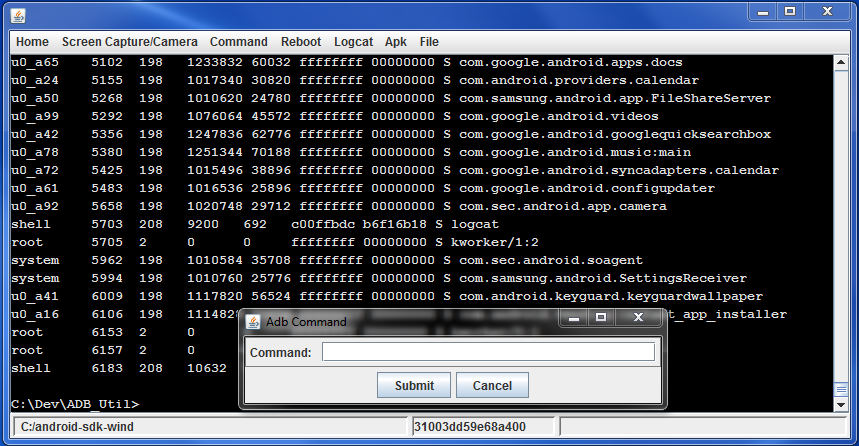 Home Screen Capture/Camera Command Reboot Logcat Apk File
u0_a65 5102 198 1233832 60032 ffffffff 00000000 S com.google.android.apps.docs
u0_a24 5155 198 1017340 30820 ffffffff 00000000 S com.android.providers.calendar
u0_a50 5268 198 1010620 24780 ffffffff 00000000 S com.samsung.android.app.FileShareServer
u0_a99 5292 198 1076064 45572 ffffffff 00000000 S com.google.android.videos
u0_a42 5356 198 1247836 62776 ffffffff 00000000 S com.google.android.googlequicksearchbox
u0_a78 5380 198 1251344 70188 ffffffff 00000000 S com.google.android.music:main
u0_a72 5425 198 1015496 38896 ffffffff 00000000 S com.google.android.syncadapters.calendar
u0_a61 5483 198 1016536 25896 ffffffff 00000000 S com.google.android.configupdater
u0_a92 5658 198 1020748 29712 ffffffff 00000000 S com.sec.android.app.camera
shell 5703 208 9200 692 c00ffbdc b6f16b18 S logcat
root 5705 2 0 0 ffffffff 00000000 S kworker/1:2
system 5962 198 1010584 35708 ffffffff 00000000 S com.sec.android.soagent
system 5994 198 1010760 25776 ffffffff 00000000 S com.samsung.android.SettingsReceiver
u0_a41 6009 198 1117820 56524 ffffffff 00000000 S com.android.keyguard.keyguardwallpaper
u0_a16 6106 198 111482 t_app_installer
root 6153 2 0
root 6157 2 0
shell 6183 208 10632
Adb Command
Command:
Submit Cancel
C:\Dev\ADB_Util>
C:/android-sdk-wind 31003dd59e68a400